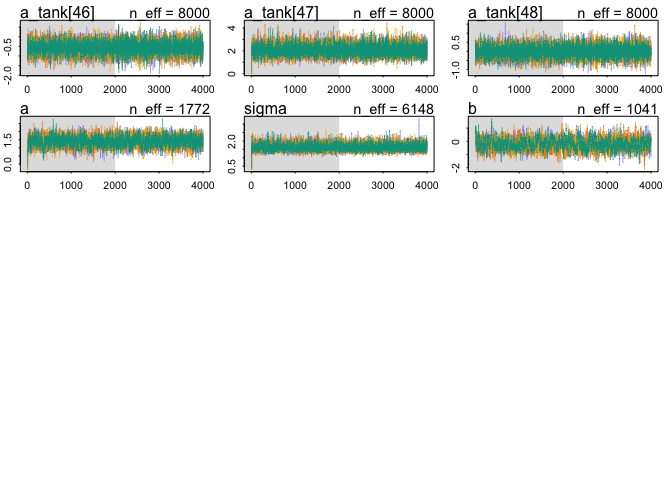 a_tank[46] n_eff = 8000
a_tank[47] n_eff = 8000
a_tank[48] n_eff = 8000
-2.0 -0.5
0 2 4
-1.0 0.5
0 1000 2000 3000 4000
0 1000 2000 3000 4000
0 1000 2000 3000 4000
a n_eff = 1772
sigma n_eff = 6148
b n_eff = 1041
0.0 1.5
0.5 2.0
-2 0
0 1000 2000 3000 4000
0 1000 2000 3000 4000
0 1000 2000 3000 4000